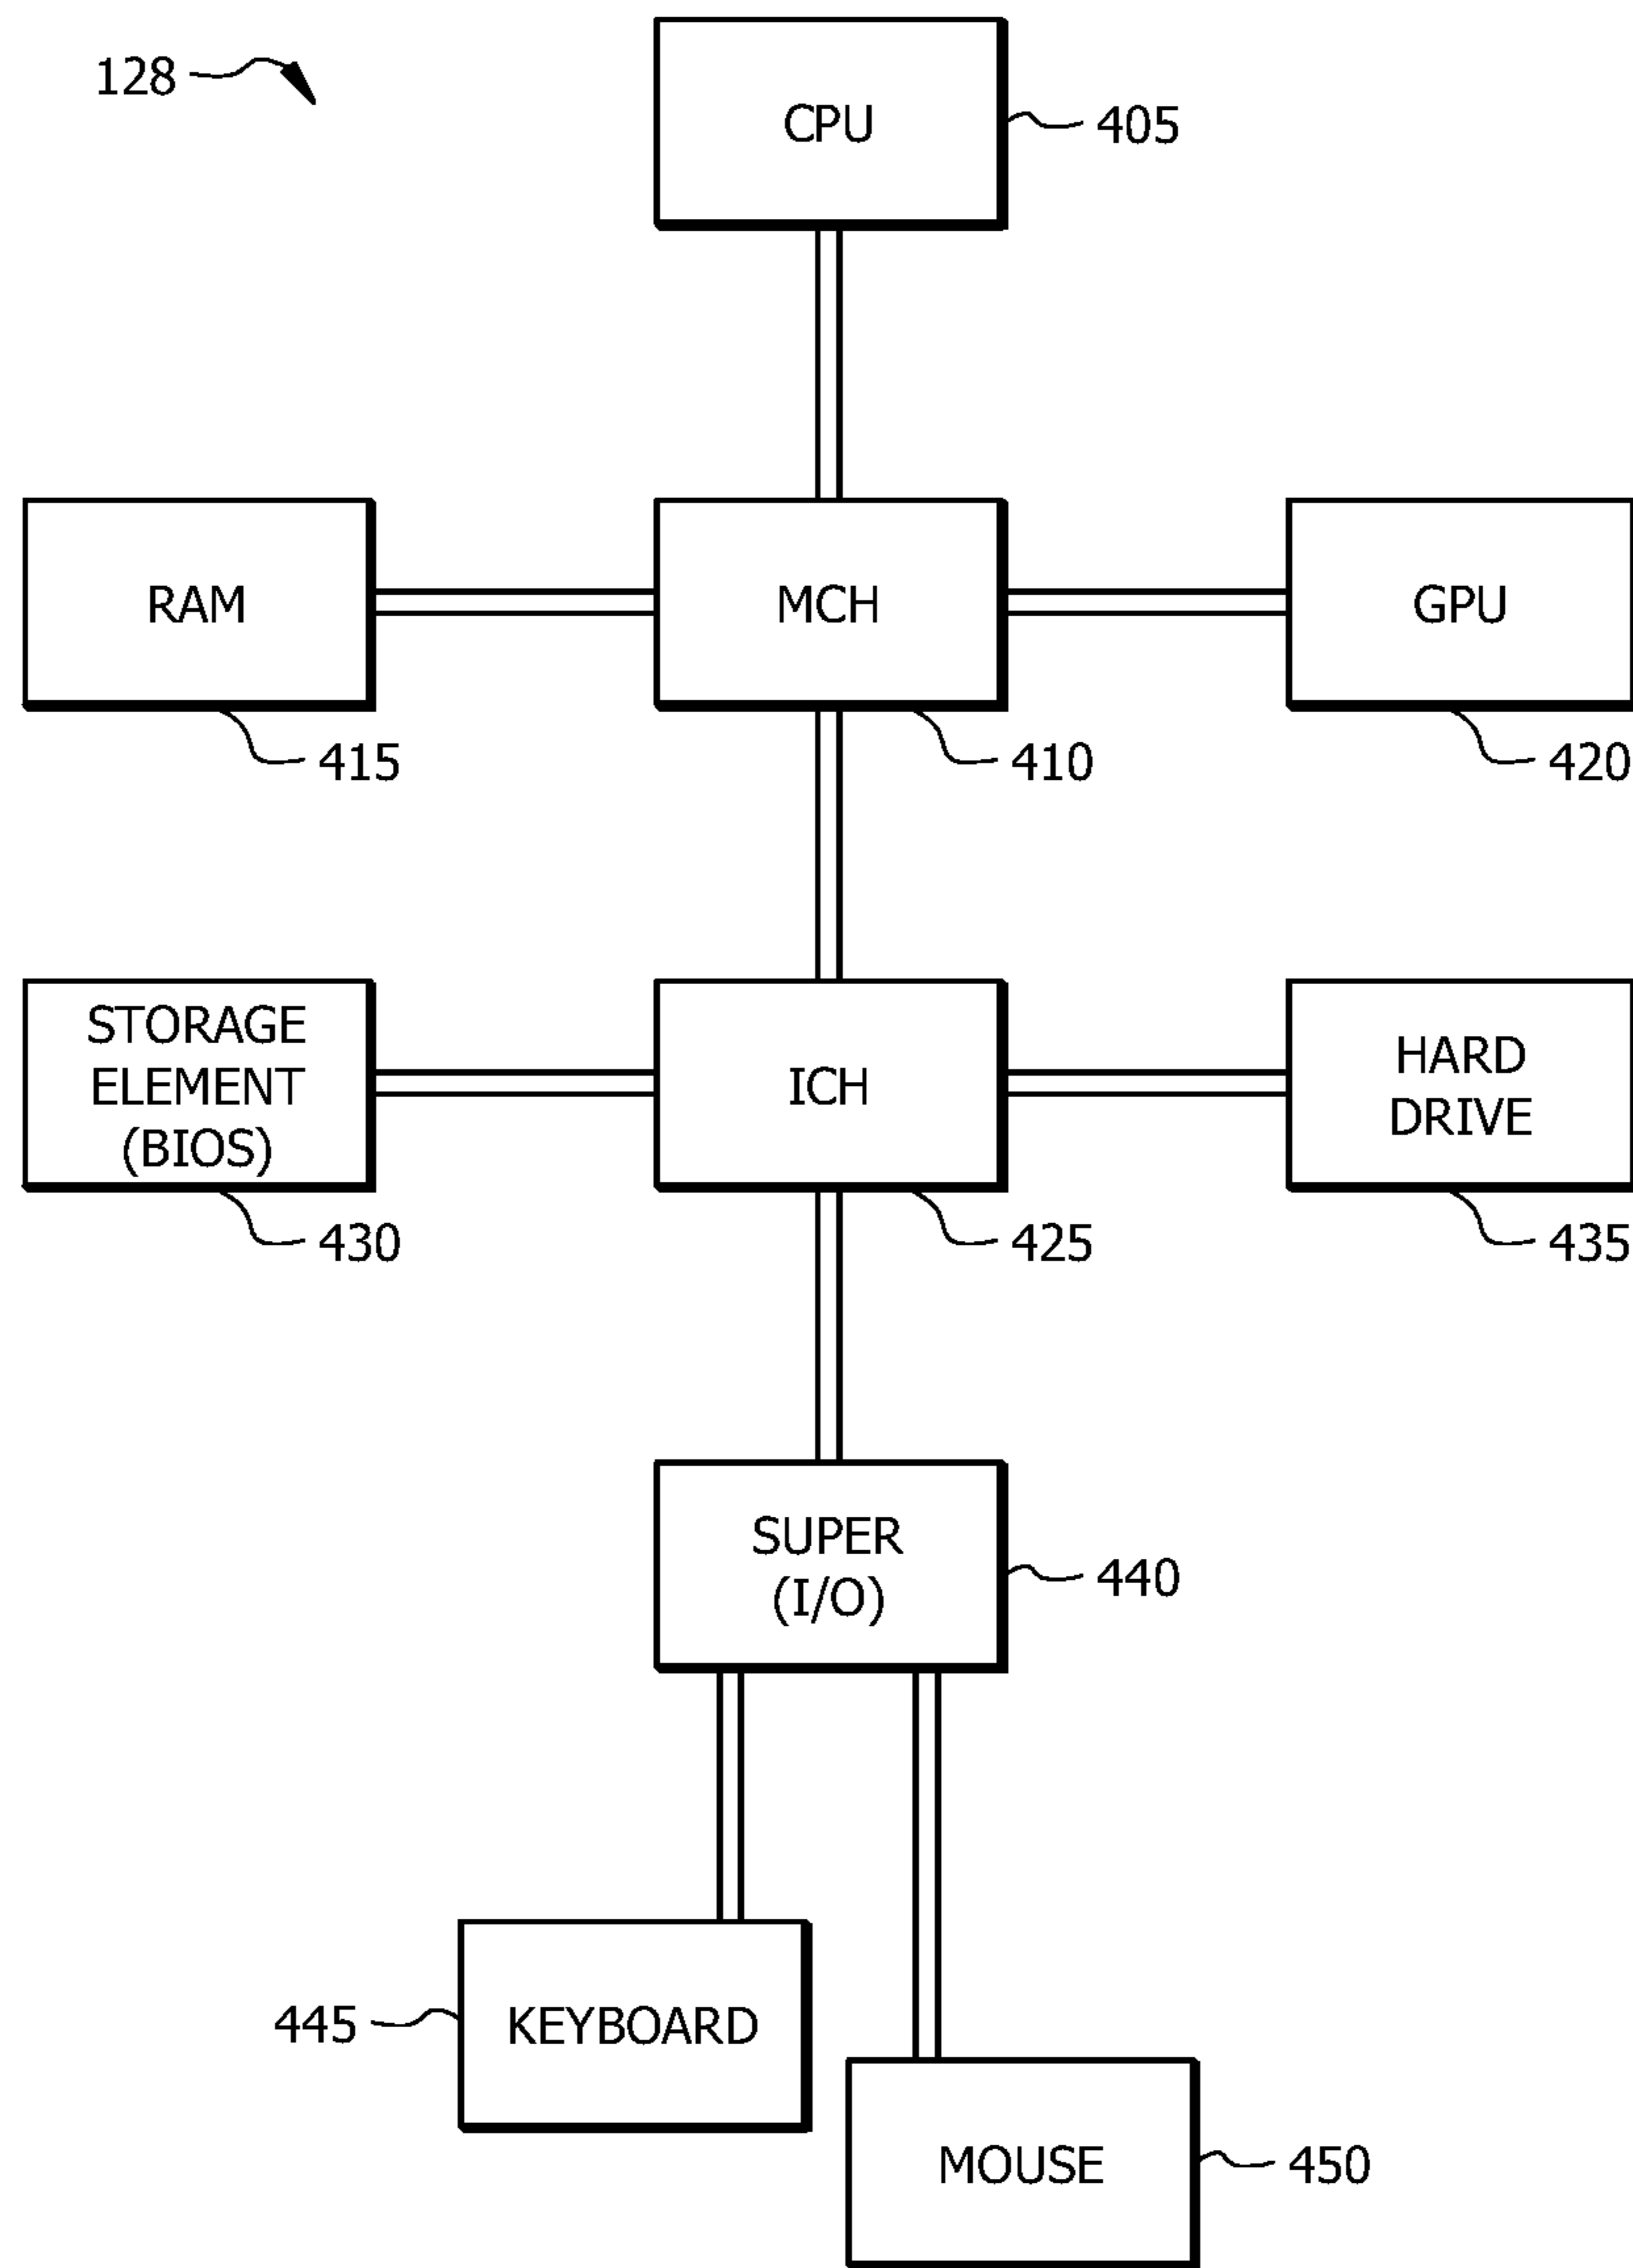 128
CPU
405
RAM
MCH
GPU
415
410
420
STORAGE
ELEMENT
(BIOS)
ICH
HARD
DRIVE
430
425
435
SUPER
(I/O)
440
445
KEYBOARD
MOUSE
450